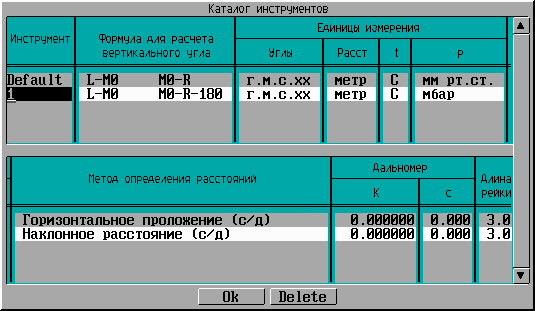 Каталог инструментов
Инструмент Формула для расчета вертикального угла Единицы измерения
Углы Расст t P
Default L-M0 M0-R г.м.с.хх метр C мм рт.ст.
1 L-M0 M0-R-180 г.м.с.хх метр C мбар
Метод определения расстояний Дальномер Длина рейки
К с
Горизонтальное проложение (с/д) 0.000000 0.000 3.0
Наклонное расстояние (с/д) 0.000000 0.000 3.0
Ok Delete